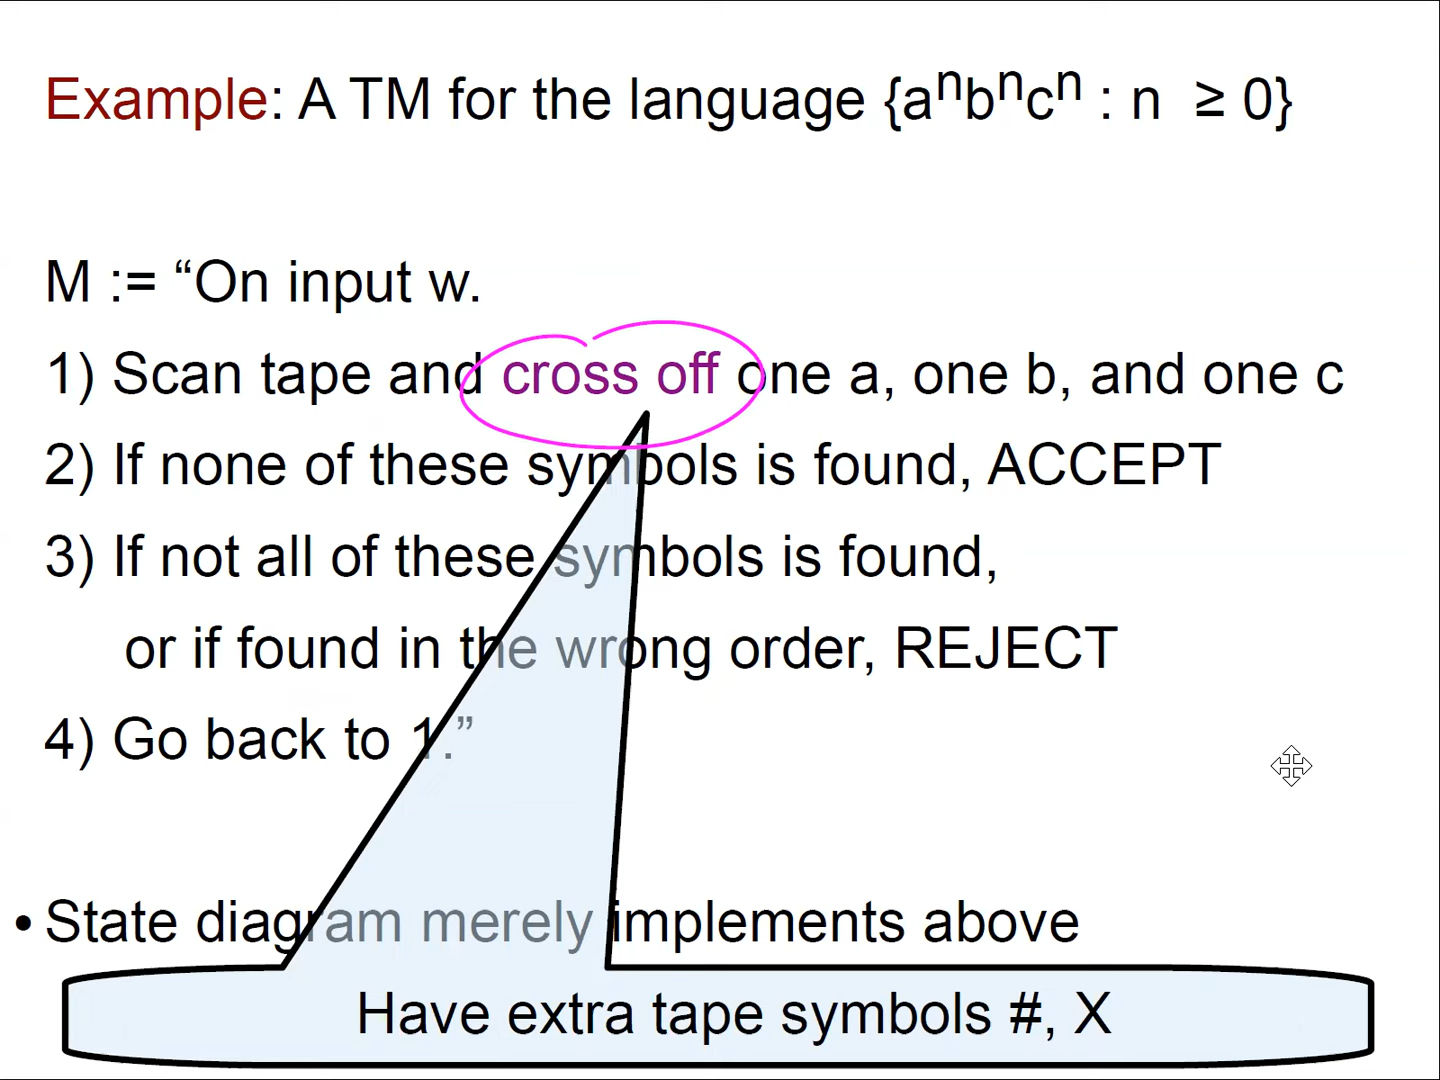 Example: A TM for the language {aⁿbⁿcⁿ : n ≥ 0}
M := “On input w.
1) Scan tape and cross off one a, one b, and one c
2) If none of these symbols is found, ACCEPT
3) If not all of these symbols is found,
or if found in the wrong order, REJECT
4) Go back to 1.”
• State diagram merely implements above
Have extra tape symbols #, X